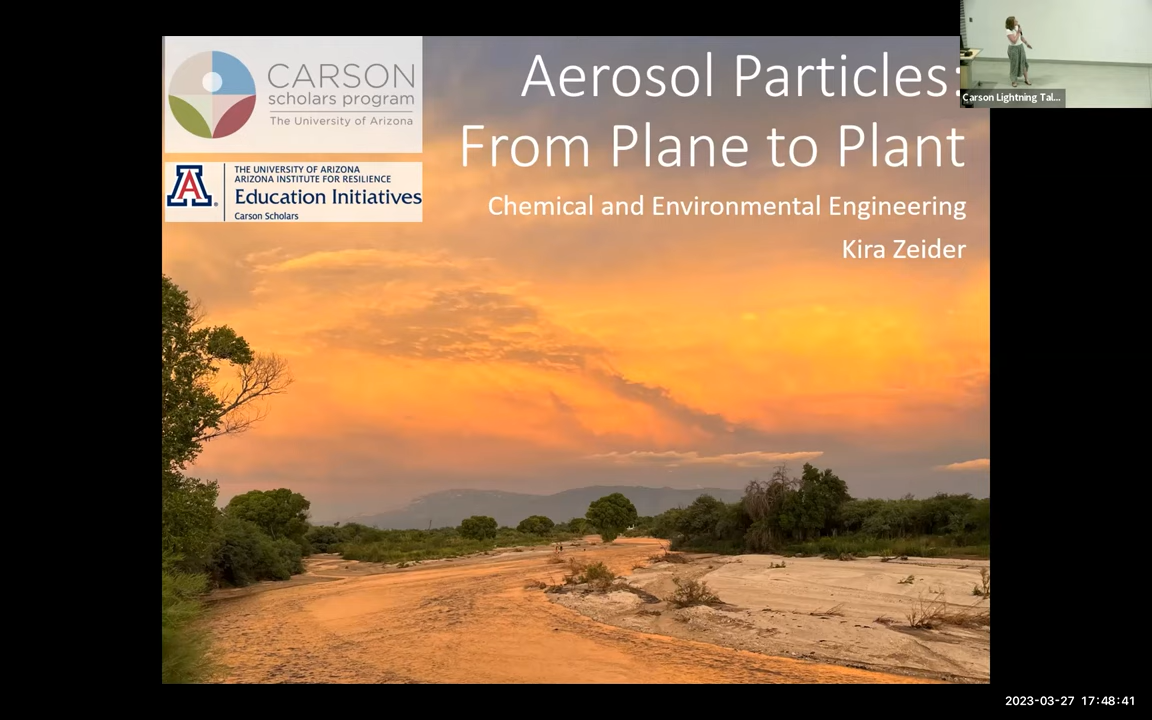 CARSON
scholars program
The University of Arizona
A
THE UNIVERSITY OF ARIZONA
ARIZONA INSTITUTE FOR RESILIENCE
Education Initiatives
Carson Scholars
Aerosol Particles:
From Plane to Plant
Chemical and Environmental Engineering
Kira Zeider
Carson Lightning Tal...
2023-03-27 17:48:41